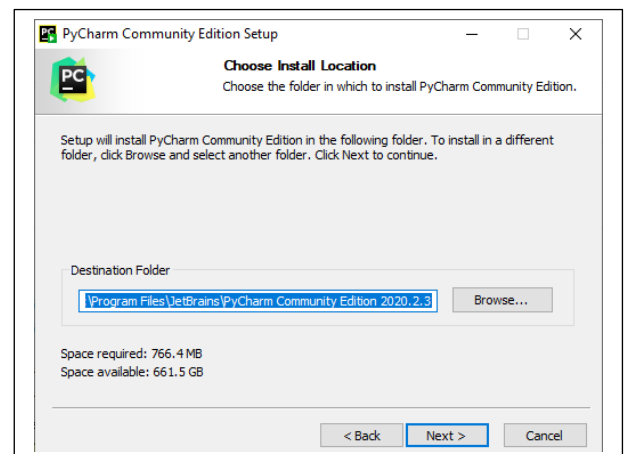 PC PyCharm Community Edition Setup
PC
Choose Install Location
Choose the folder in which to install PyCharm Community Edition.
Setup will install PyCharm Community Edition in the following folder. To install in a different
folder, click Browse and select another folder. Click Next to continue.
Destination Folder
:\Program Files\JetBrains\PyCharm Community Edition 2020.2.3
Browse...
Space required: 766.4 MB
Space available: 661.5 GB
< Back
Next >
Cancel